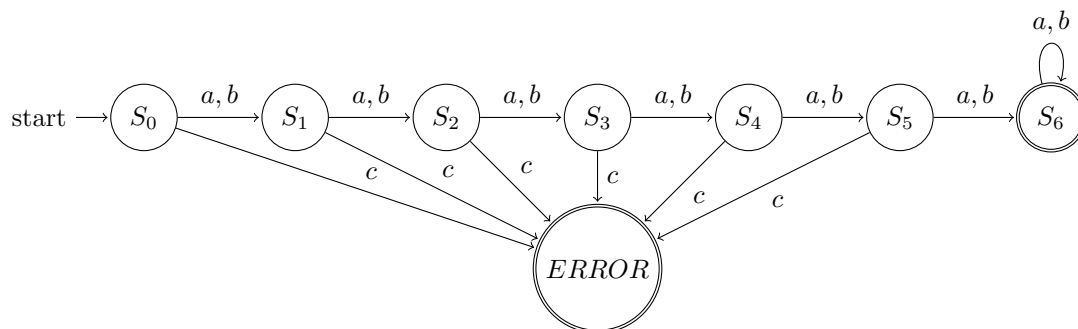 a, b
start S₀ a, b S₁ a, b S₂ a, b S₃ a, b S₄ a, b S₅ a, b S₆
c c c c c c
ERROR